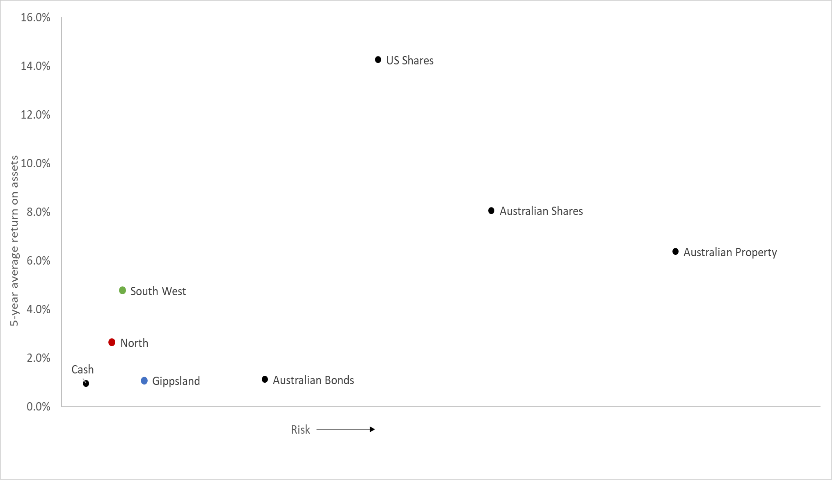 16.0%
14.0%
12.0%
10.0%
8.0%
6.0%
4.0%
2.0%
0.0%
5-year average return on assets
US Shares
Australian Shares
Australian Property
South West
North
Cash
Gippsland
Australian Bonds
Risk